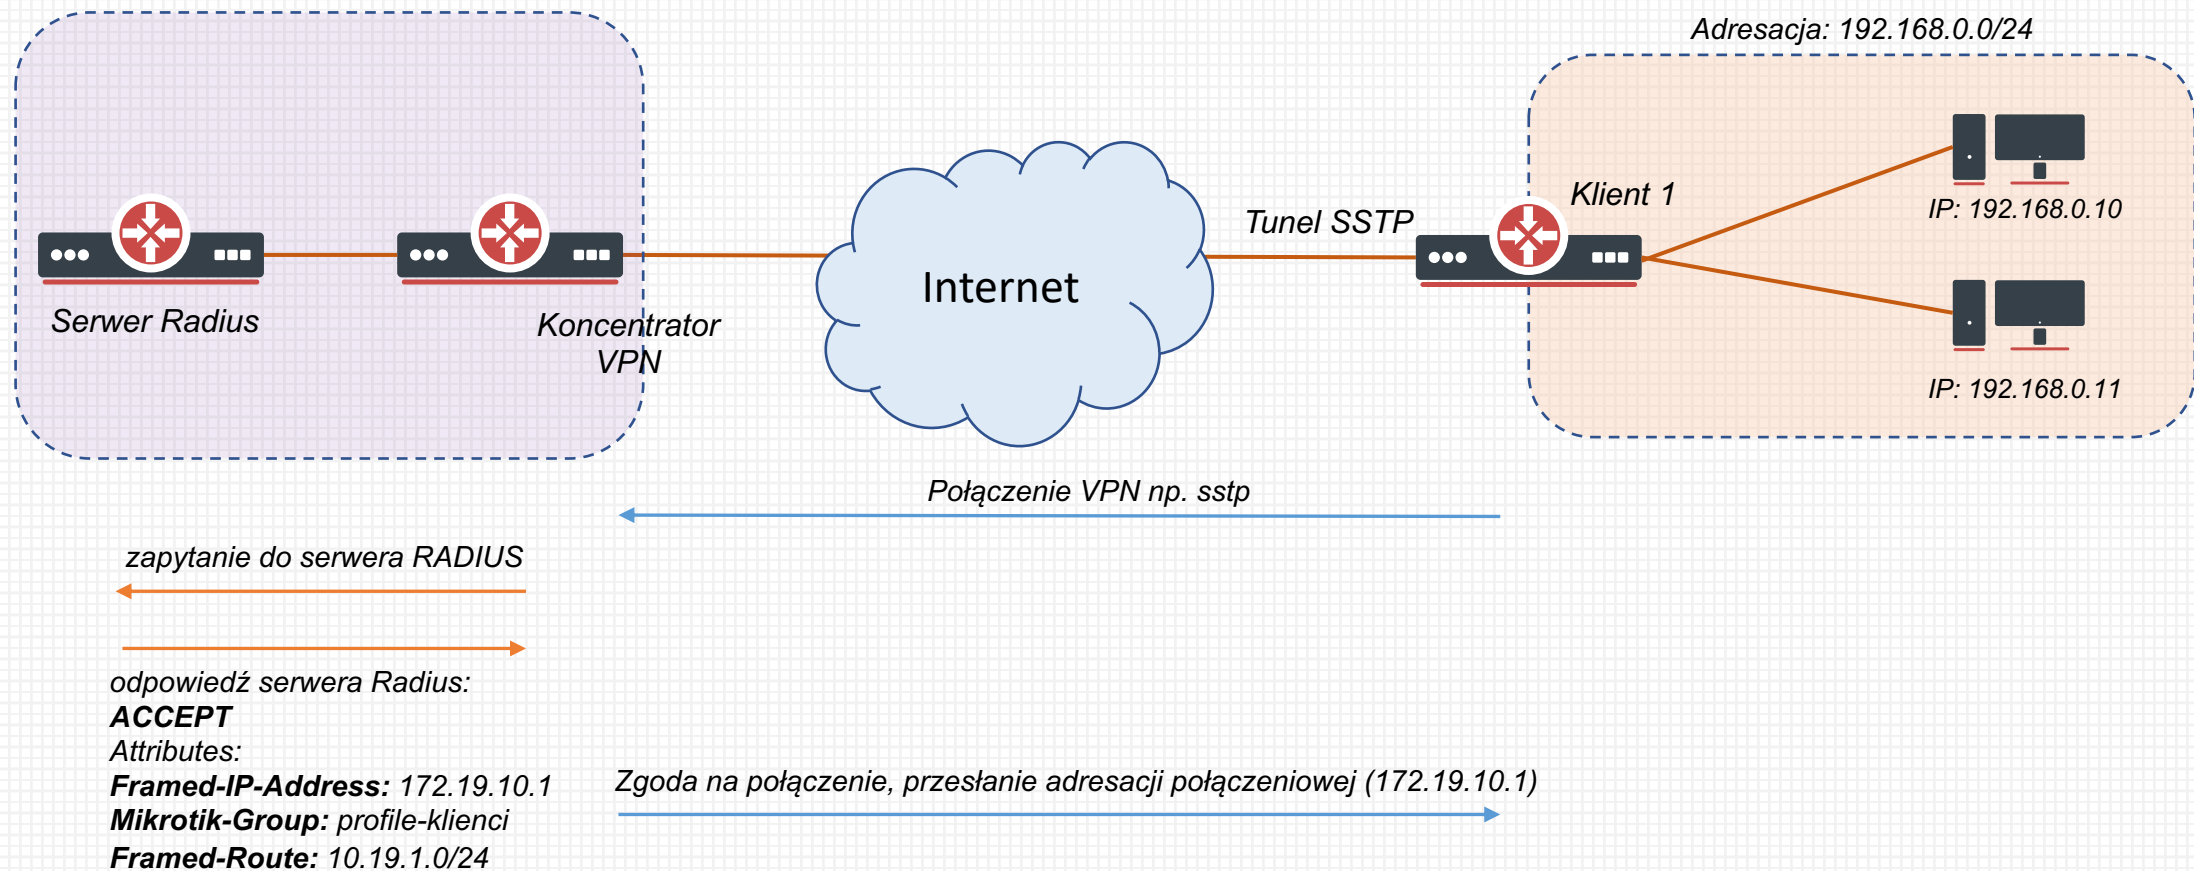 Adresacja: 192.168.0.0/24
Klient 1
IP: 192.168.0.10
Tunel SSTP
Internet
Serwer Radius
Koncentrator
VPN
IP: 192.168.0.11
Połączenie VPN np. sstp
zapytanie do serwera RADIUS
odpowiedź serwera Radius:
ACCEPT
Attributes:
Framed-IP-Address: 172.19.10.1
Mikrotik-Group: profile-klienci
Framed-Route: 10.19.1.0/24
Zgoda na połączenie, przesłanie adresacji połączeniowej (172.19.10.1)